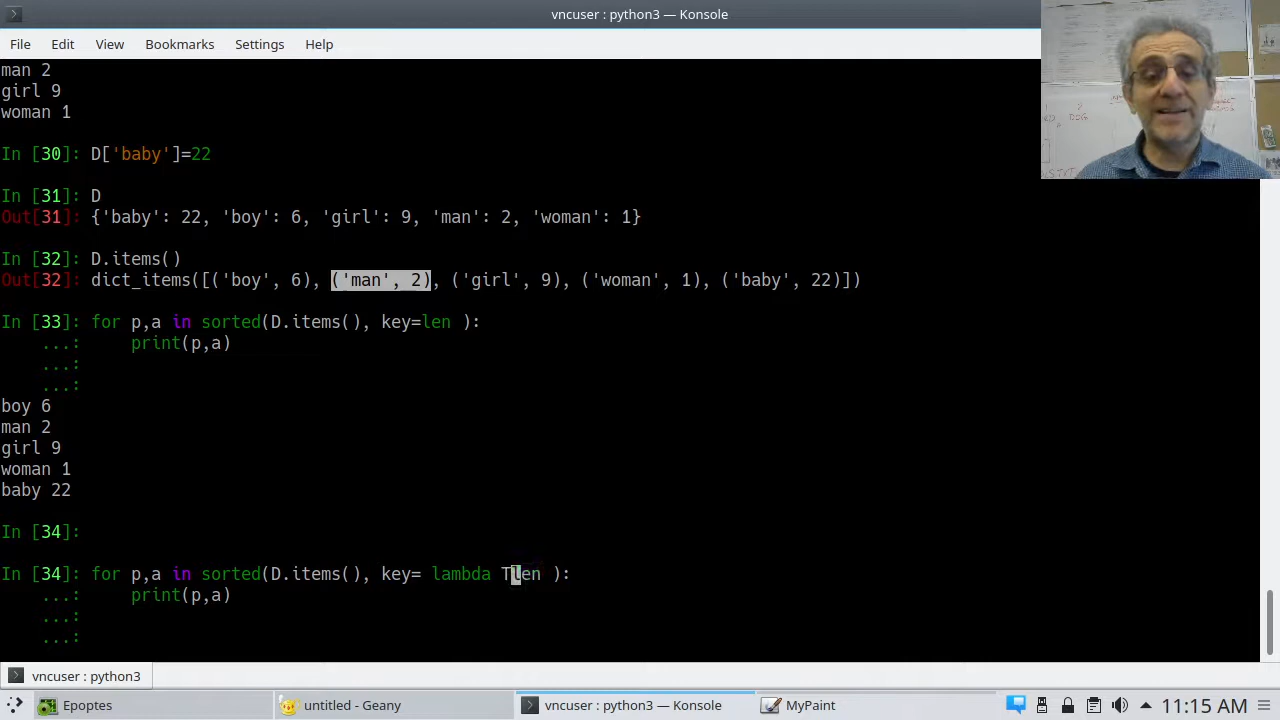 vncuser : python3 — Konsole
File Edit View Bookmarks Settings Help
man 2
girl 9
woman 1
In [30]: D['baby']=22
In [31]: D
Out[31]: {'baby': 22, 'boy': 6, 'girl': 9, 'man': 2, 'woman': 1}
In [32]: D.items()
Out[32]: dict_items([('boy', 6), ('man', 2), ('girl', 9), ('woman', 1), ('baby', 22)])
In [33]: for p,a in sorted(D.items(), key=len ):
...: print(p,a)
...:
...:
boy 6
man 2
girl 9
woman 1
baby 22
In [34]:
In [34]: for p,a in sorted(D.items(), key= lambda Tlen ):
...: print(p,a)
...:
...:
vncuser : python3
Epoptes untitled - Geany vncuser : python3 — Konsole MyPaint 11:15 AM